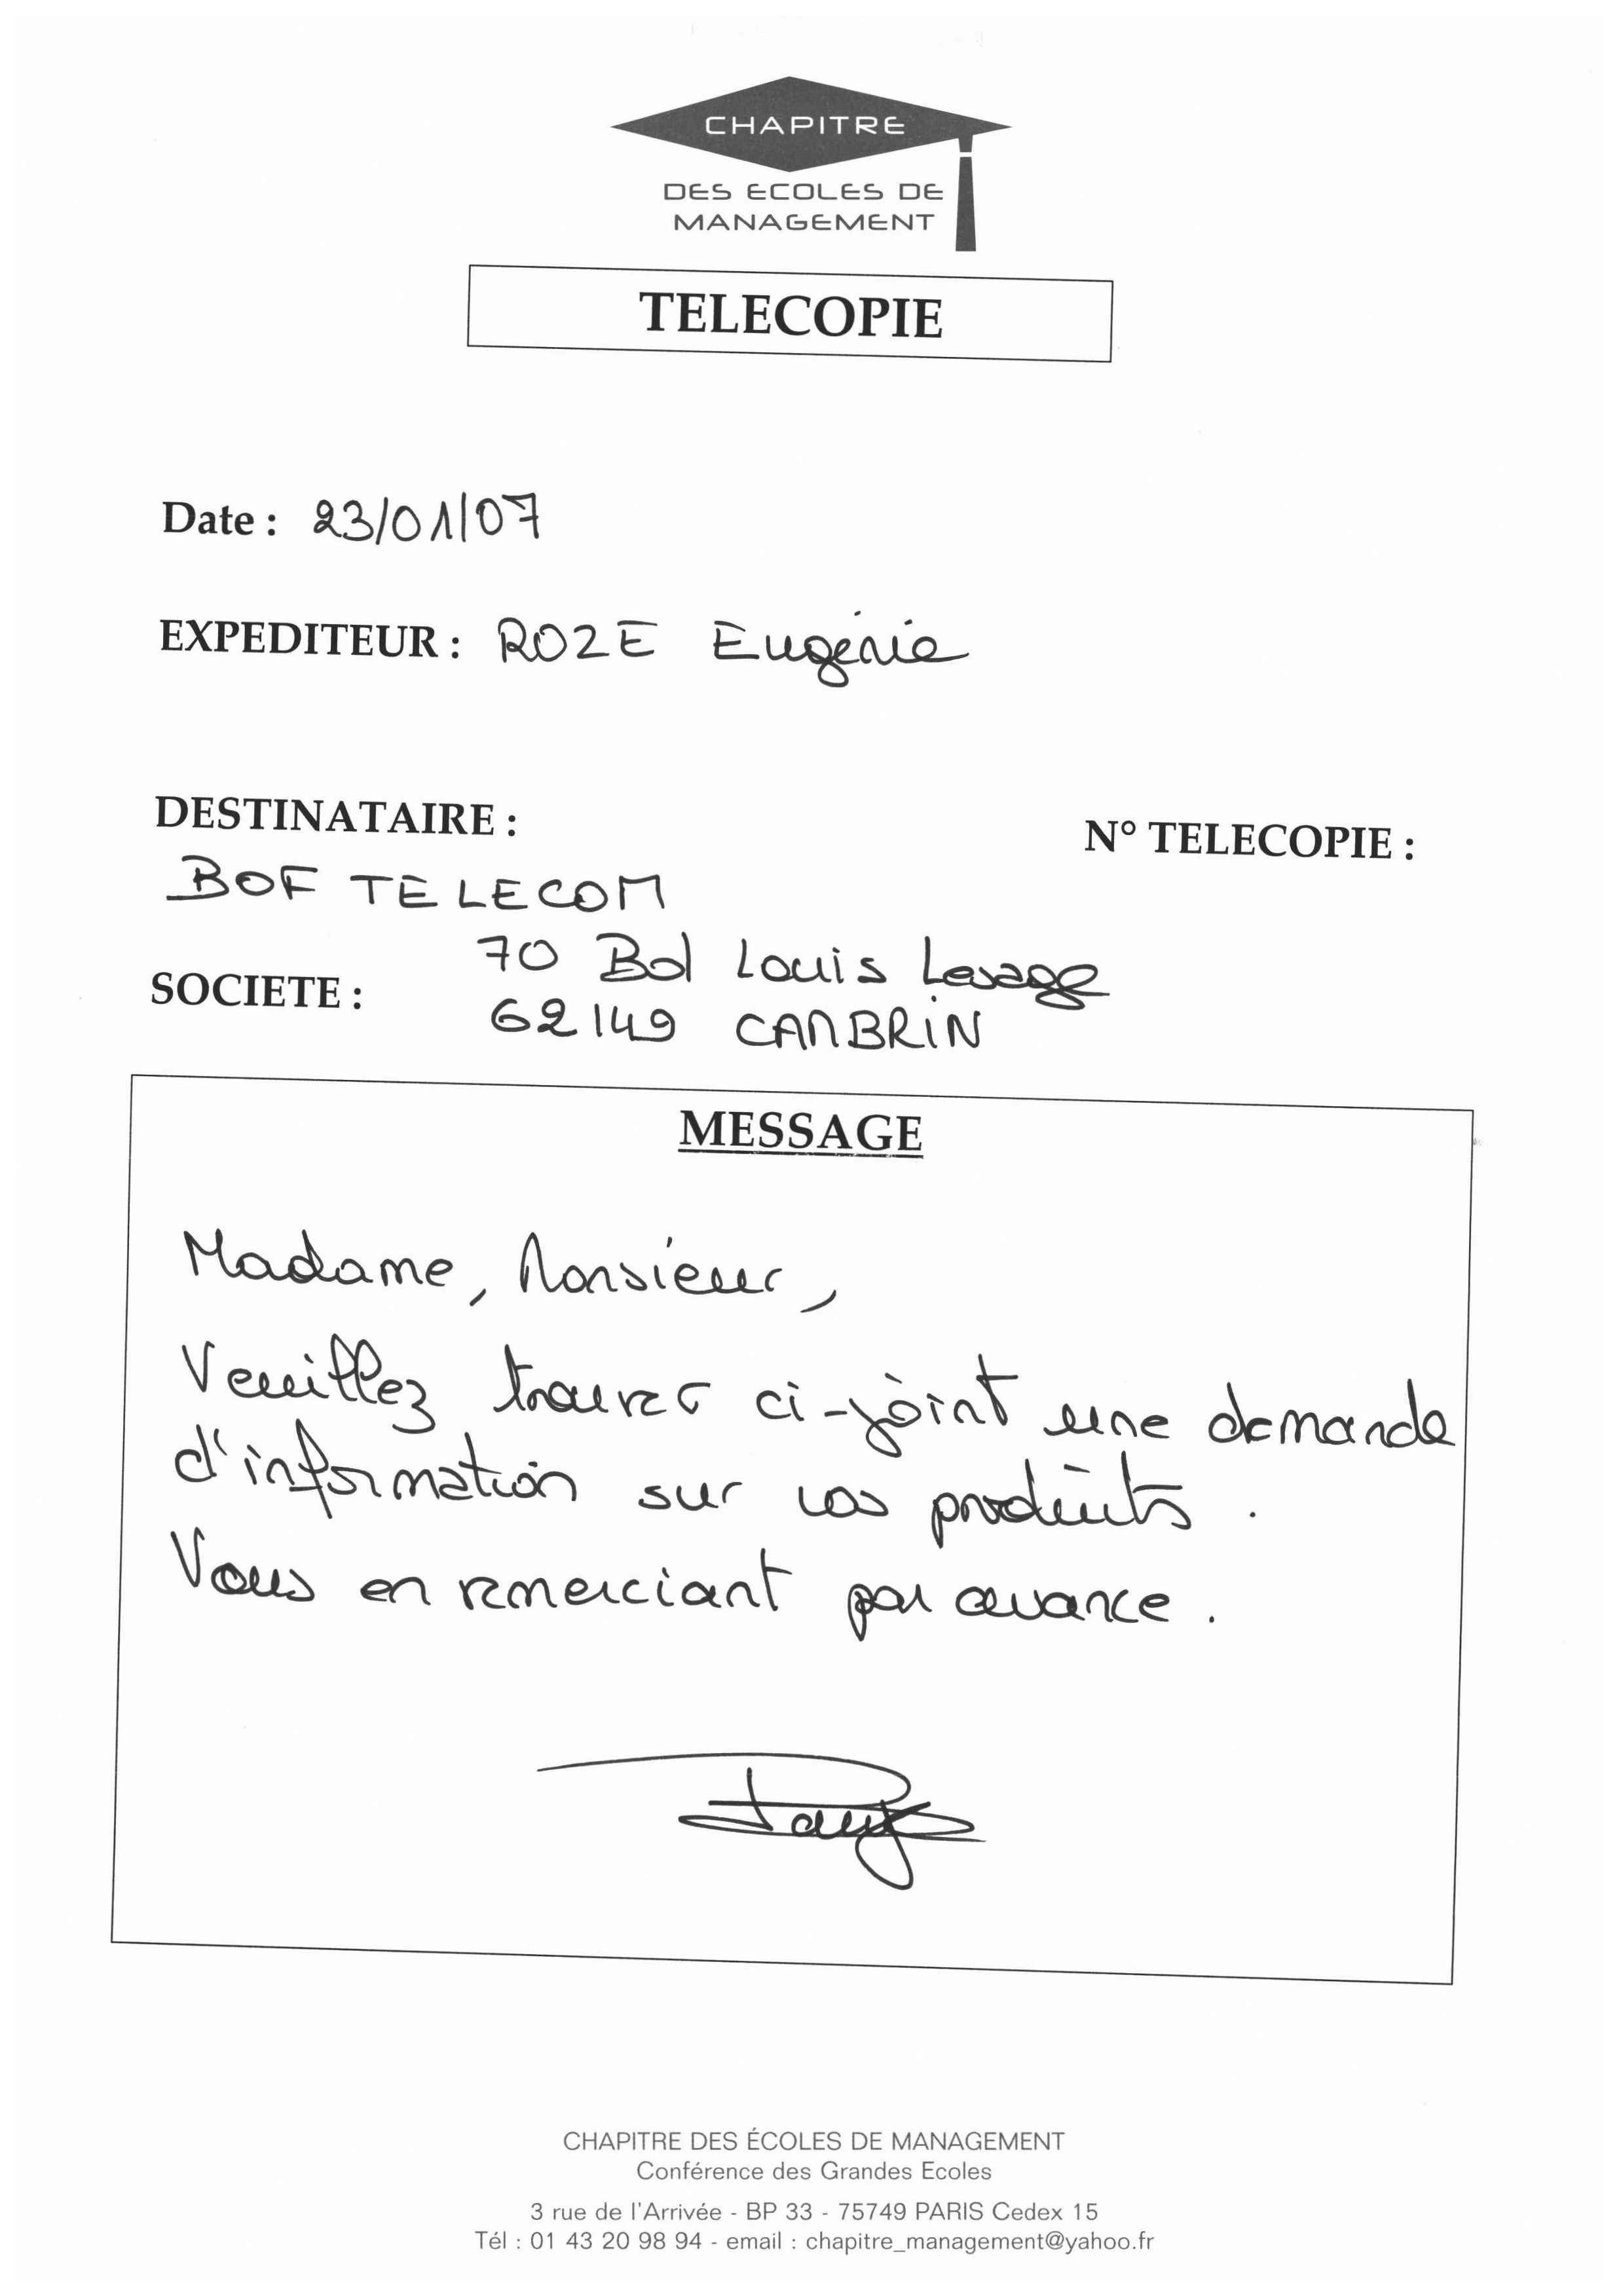 CHAPITRE
DES ECOLES DE
MANAGEMENT
TELECOPIE
Date : 23/01/07
EXPEDITEUR : ROZE Eugénie
DESTINATAIRE :
N° TELECOPIE :
BOF TELECOM
70 Bd Louis Lesage
SOCIETE :
62149 CAMBRIN
MESSAGE
Madame, Monsieur,
Veuillez trouver ci-joint une demande
d'information sur vos produits.
Vous en remerciant par avance.
CHAPITRE DES ÉCOLES DE MANAGEMENT
Conférence des Grandes Ecoles
3 rue de l'Arrivée - BP 33 - 75749 PARIS Cedex 15
Tél : 01 43 20 98 94 - email : chapitre_management@yahoo.fr